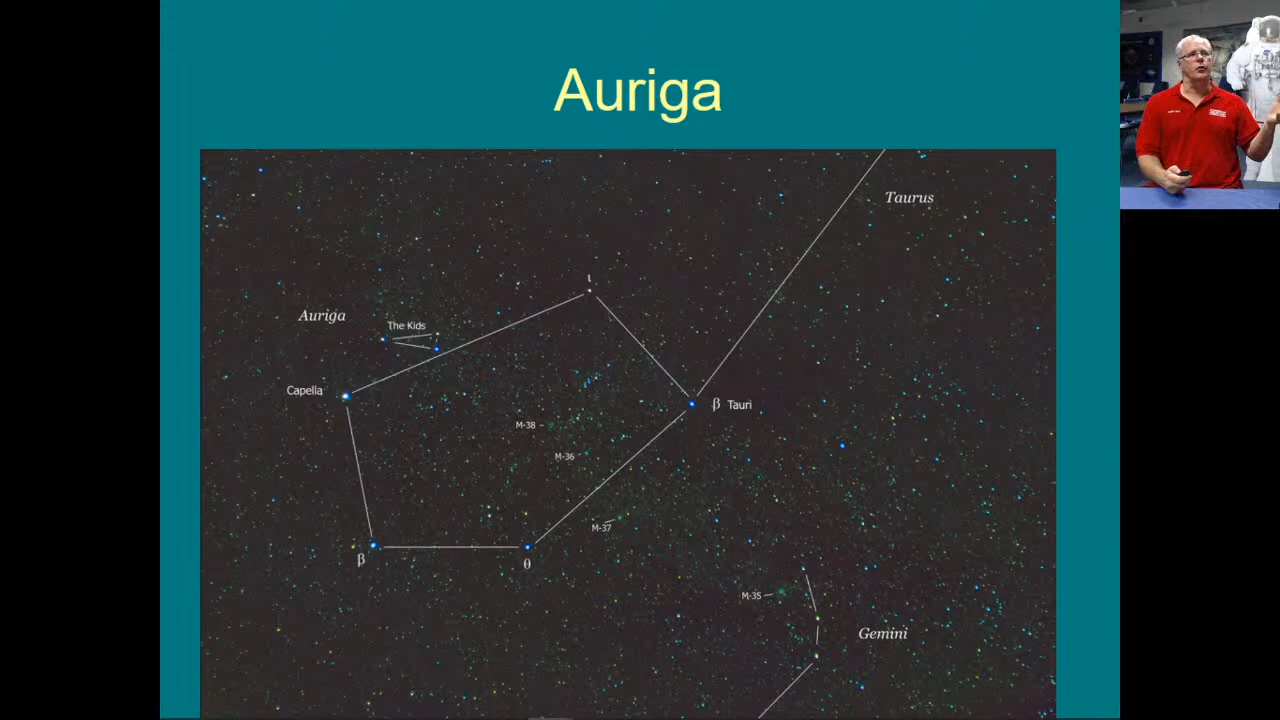 Auriga
Taurus
ι
Auriga
The Kids
Capella
β Tauri
M-38
M-36
M-37
β
θ
M-35
Gemini